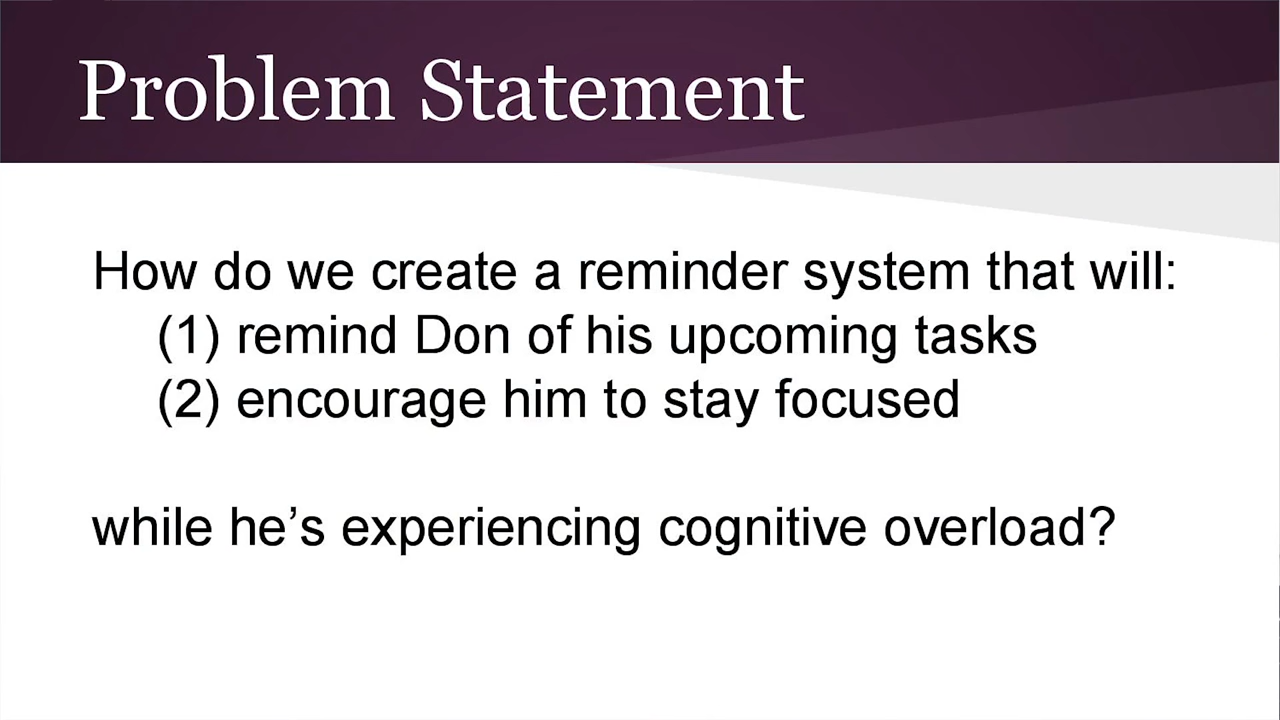 Problem Statement
How do we create a reminder system that will:
(1) remind Don of his upcoming tasks
(2) encourage him to stay focused
while he’s experiencing cognitive overload?